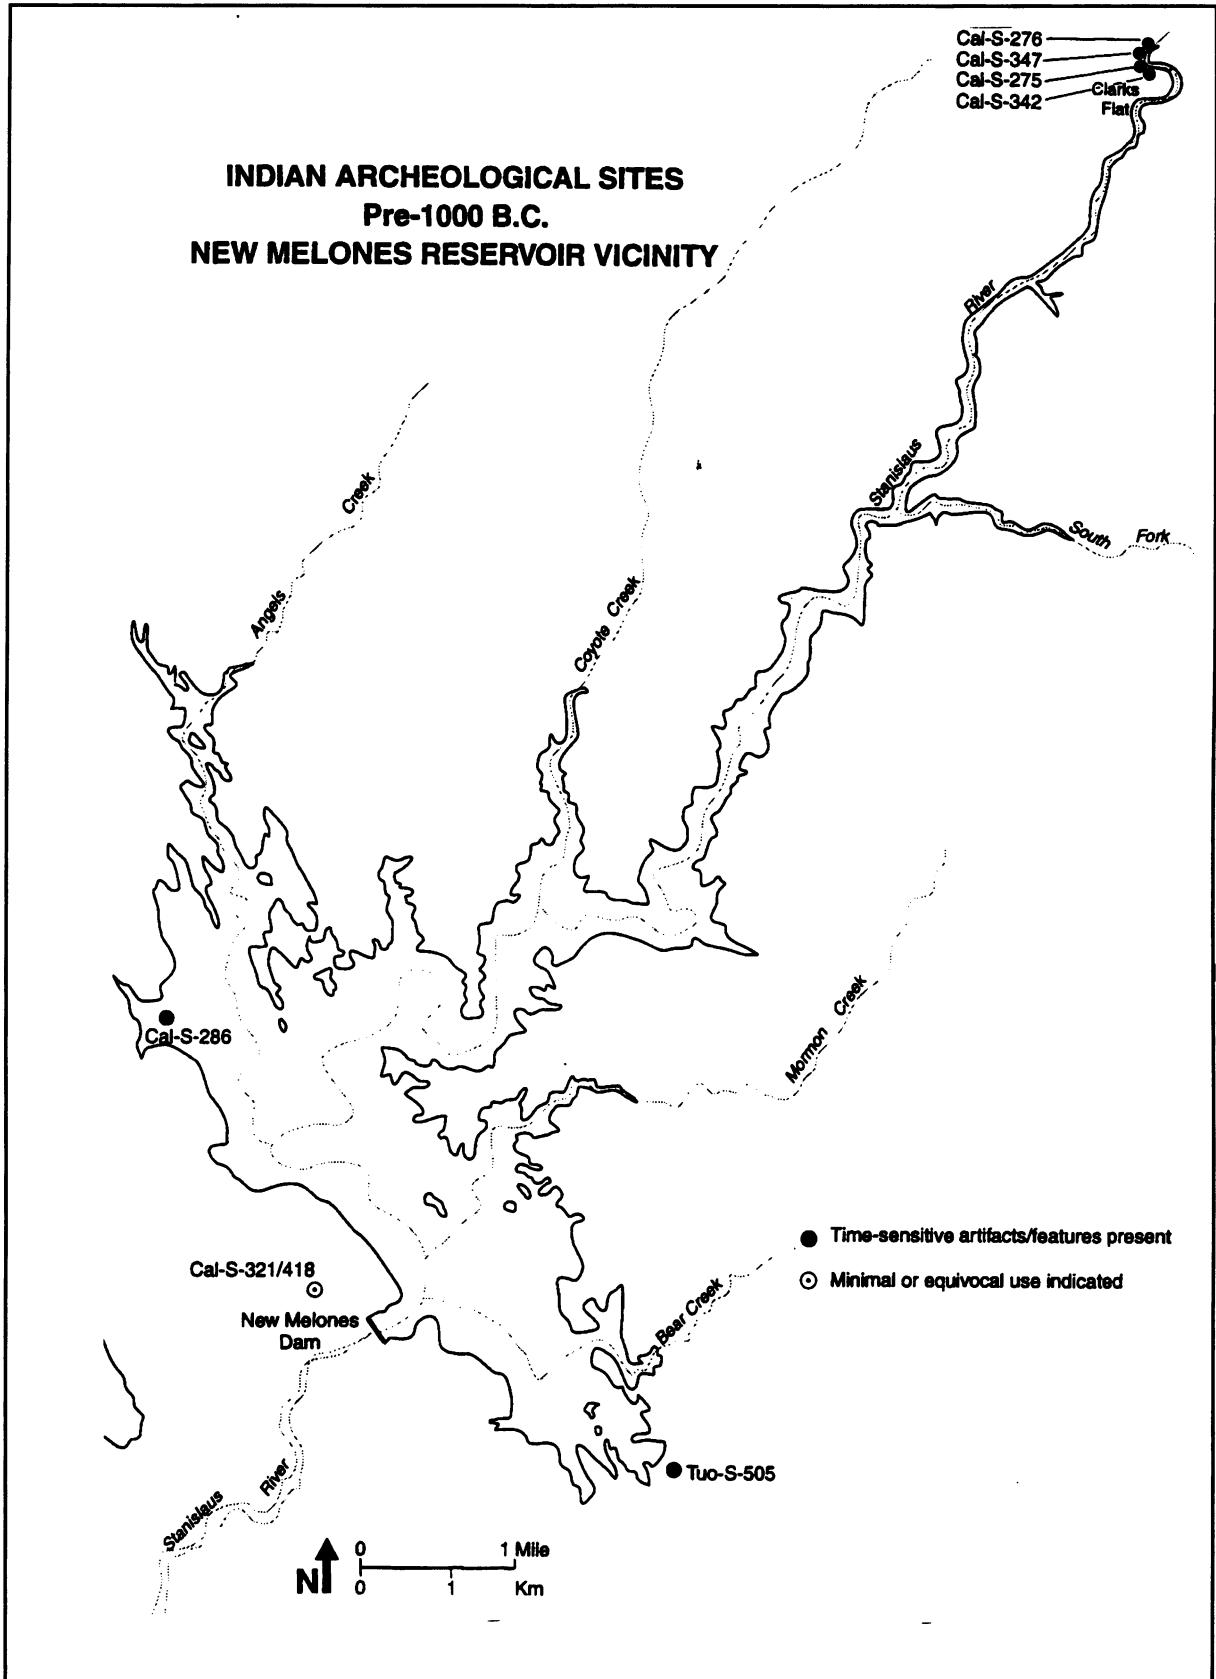 Cal-S-276
Cal-S-347
Cal-S-275
Cal-S-342
Clarks
Flat
INDIAN ARCHEOLOGICAL SITES
Pre-1000 B.C.
NEW MELONES RESERVOIR VICINITY
River
Stanislaus
South Fork
Creek
Angels
Coyote Creek
Mormon Creek
Cal-S-286
Time-sensitive artifacts/features present
Minimal or equivocal use indicated
Cal-S-321/418
New Melones
Dam
Bear Creek
Tuo-S-505
Stanislaus River
N
0 1 Mile
0 1 Km